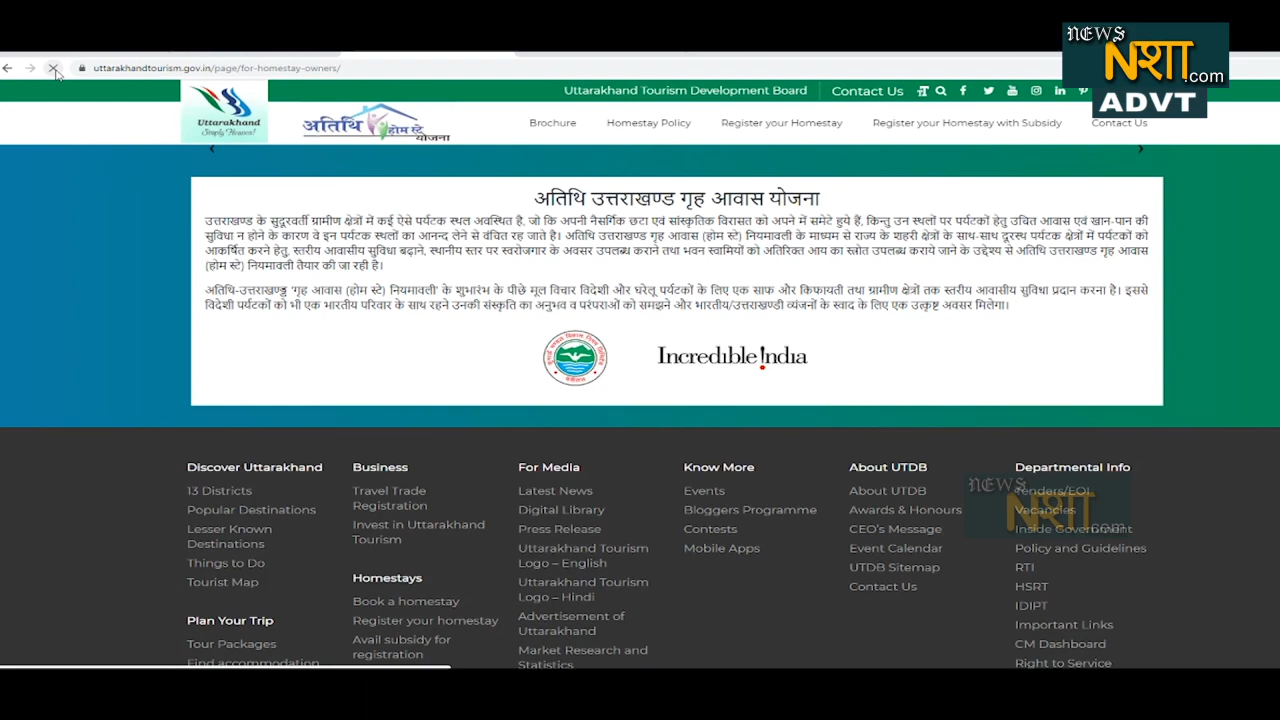 NEWS
नशा.com
ADVT
uttarakhandtourism.gov.in/page/for-homestay-owners/
Uttarakhand Tourism Development Board
Contact Us
Uttarakhand
Simply Heaven!
अतिथि होम स्टे
योजना
Brochure
Homestay Policy
Register your Homestay
Register your Homestay with Subsidy
Contact Us
अतिथि उत्तराखण्ड गृह आवास योजना
उत्तराखण्ड के सुदूरवर्ती ग्रामीण क्षेत्रों में कई ऐसे पर्यटक स्थल अवस्थित है, जो कि अपनी नैसर्गिक छटा एवं सांस्कृतिक विरासत को अपने में समेटे हुये हैं, किन्तु उन स्थलों पर पर्यटकों हेतु उचित आवास एवं खान-पान की
सुविधा न होने के कारण वे इन पर्यटक स्थलों का आनन्द लेने से वंचित रह जाते है। अतिथि उत्तराखण्ड गृह आवास (होम स्टे) नियमावली के माध्यम से राज्य के शहरी क्षेत्रों के साथ-साथ दूरस्थ पर्यटक क्षेत्रों में पर्यटकों को
आकर्षित करने हेतु, स्तरीय आवासीय सुविधा बढ़ाने, स्थानीय स्तर पर स्वरोजगार के अवसर उपलब्ध कराने तथा भवन स्वामियों को अतिरिक्त आय का स्त्रोत उपलब्ध कराये जाने के उद्देश्य से अतिथि उत्तराखण्ड गृह आवास
(होम स्टे) नियमावली तैयार की जा रही है।
अतिथि-उत्तराखण्ड 'गृह आवास (होम स्टे) नियमावली' के शुभारंभ के पीछे मूल विचार विदेशी और घरेलू पर्यटकों के लिए एक साफ और किफायती तथा ग्रामीण क्षेत्रों तक स्तरीय आवासीय सुविधा प्रदान करना है। इससे
विदेशी पर्यटकों को भी एक भारतीय परिवार के साथ रहने उनकी संस्कृति का अनुभव व परंपराओं को समझने और भारतीय/उत्तराखण्डी व्यंजनों के स्वाद के लिए एक उत्कृष्ट अवसर मिलेगा।
Incredible !ndia
Discover Uttarakhand
13 Districts
Popular Destinations
Lesser Known
Destinations
Things to Do
Tourist Map
Plan Your Trip
Tour Packages
Find accommodation
Business
Travel Trade
Registration
Invest in Uttarakhand
Tourism
Homestays
Book a homestay
Register your homestay
Avail subsidy for
registration
For Media
Latest News
Digital Library
Press Release
Uttarakhand Tourism
Logo – English
Uttarakhand Tourism
Logo – Hindi
Advertisement of
Uttarakhand
Market Research and
Statistics
Know More
Events
Bloggers Programme
Contests
Mobile Apps
About UTDB
About UTDB
Awards & Honours
CEO's Message
Event Calendar
UTDB Sitemap
Contact Us
Departmental Info
Tenders/EOI
Vacancies
Inside Government
Policy and Guidelines
RTI
HSRT
IDIPT
Important Links
CM Dashboard
Right to Service
NEWS
नशा.com